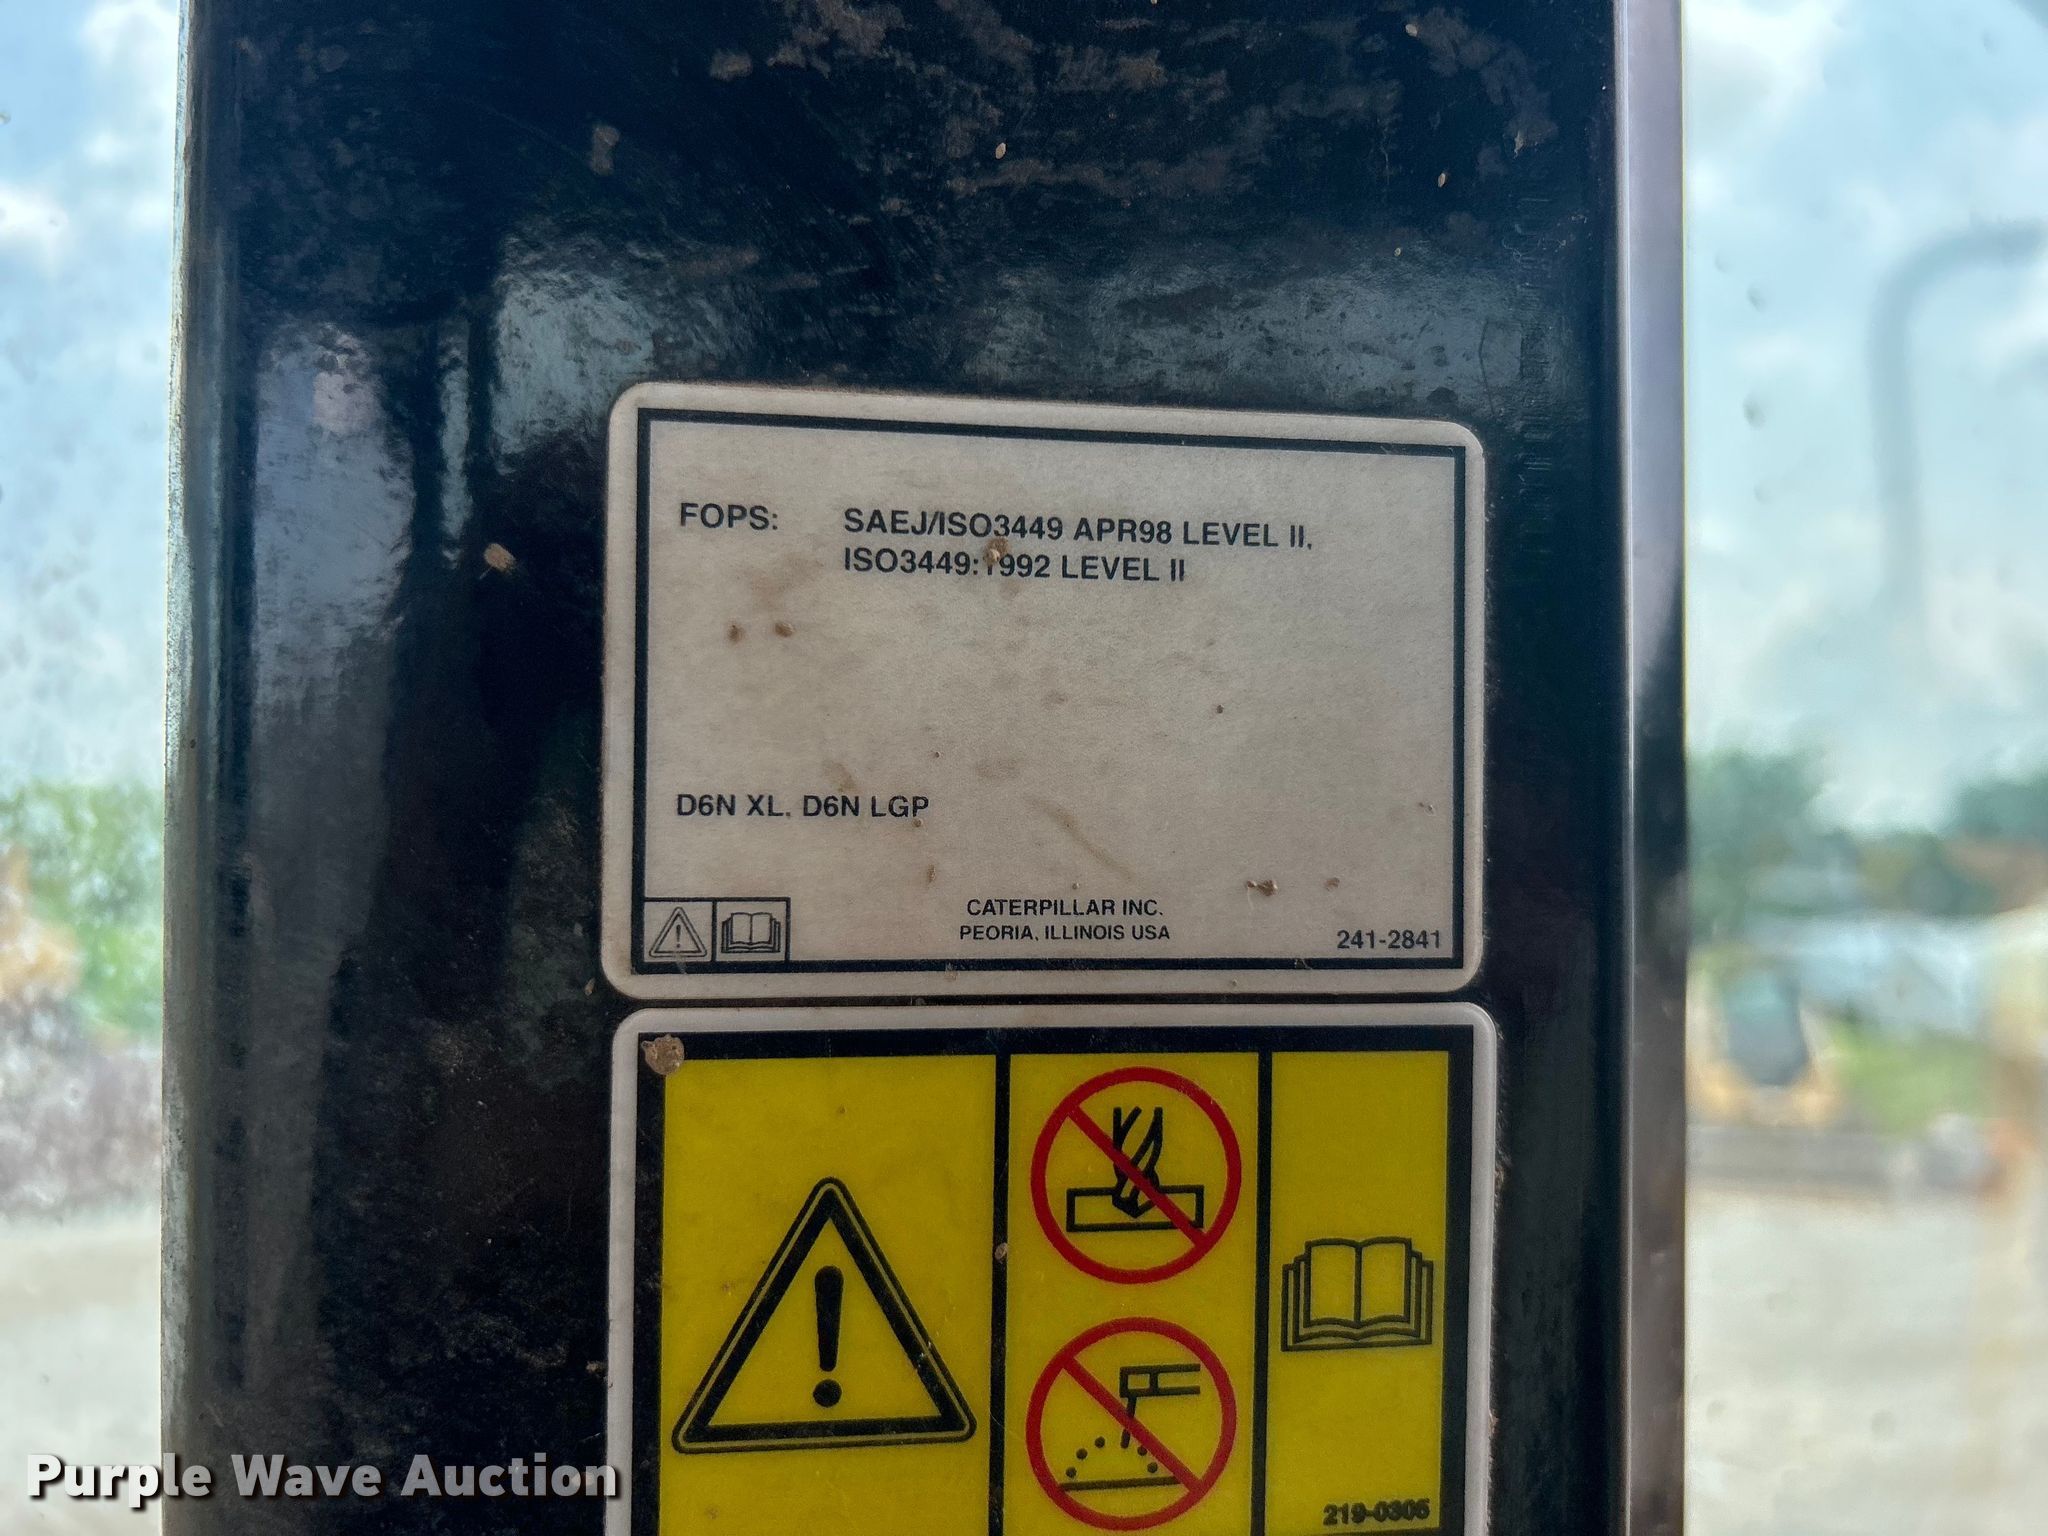 FOPS: SAEJ/ISO3449 APR98 LEVEL II,
ISO3449:1992 LEVEL II
D6N XL, D6N LGP
CATERPILLAR INC.
PEORIA, ILLINOIS USA
241-2841
219-0306
Purple Wave Auction